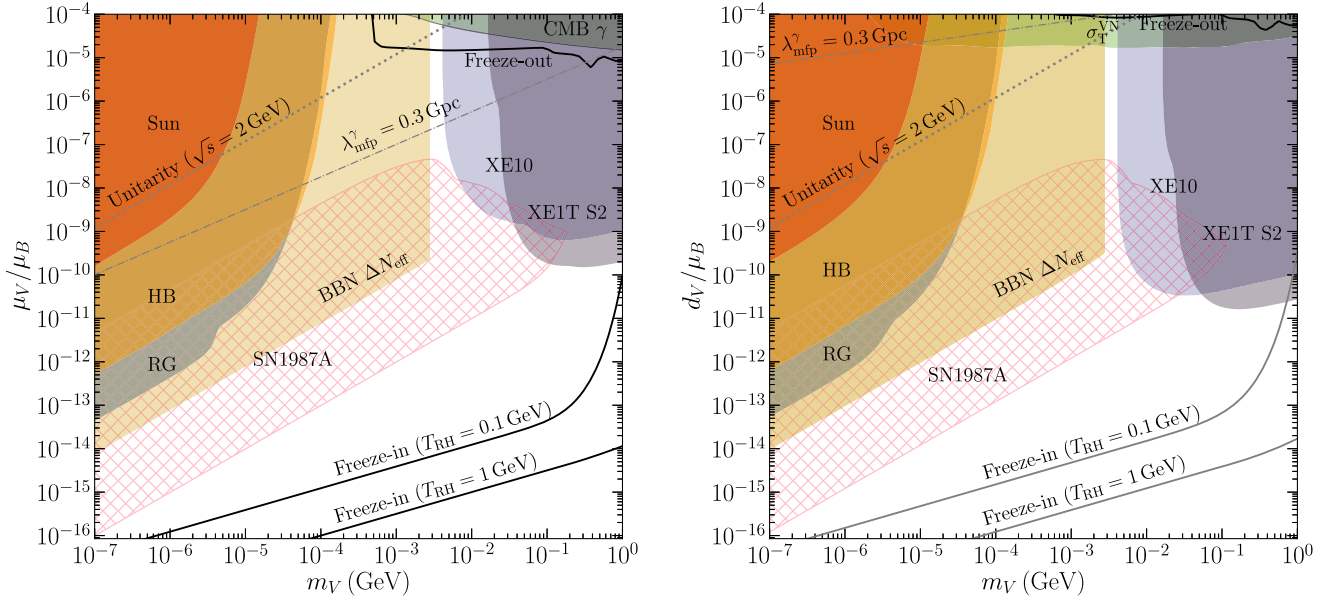 10⁻⁴
10⁻⁵
10⁻⁶
10⁻⁷
10⁻⁸
10⁻⁹
10⁻¹⁰
10⁻¹¹
10⁻¹²
10⁻¹³
10⁻¹⁴
10⁻¹⁵
10⁻¹⁶
μ_V/μ_B
CMB γ
Freeze-out
Sun
Unitarity (√s = 2 GeV)
λ^γ_mfp = 0.3 Gpc
XE10
XE1T S2
HB
BBN ΔN_eff
RG
SN1987A
Freeze-in (T_RH = 0.1 GeV)
Freeze-in (T_RH = 1 GeV)
10⁻⁷ 10⁻⁶ 10⁻⁵ 10⁻⁴ 10⁻³ 10⁻² 10⁻¹ 10⁰
m_V (GeV)
10⁻⁴
10⁻⁵
10⁻⁶
10⁻⁷
10⁻⁸
10⁻⁹
10⁻¹⁰
10⁻¹¹
10⁻¹²
10⁻¹³
10⁻¹⁴
10⁻¹⁵
10⁻¹⁶
d_V/μ_B
σ_T^VN
Freeze-out
λ^γ_mfp = 0.3 Gpc
Sun
Unitarity (√s = 2 GeV)
XE10
XE1T S2
HB
BBN ΔN_eff
RG
SN1987A
Freeze-in (T_RH = 0.1 GeV)
Freeze-in (T_RH = 1 GeV)
10⁻⁷ 10⁻⁶ 10⁻⁵ 10⁻⁴ 10⁻³ 10⁻² 10⁻¹ 10⁰
m_V (GeV)